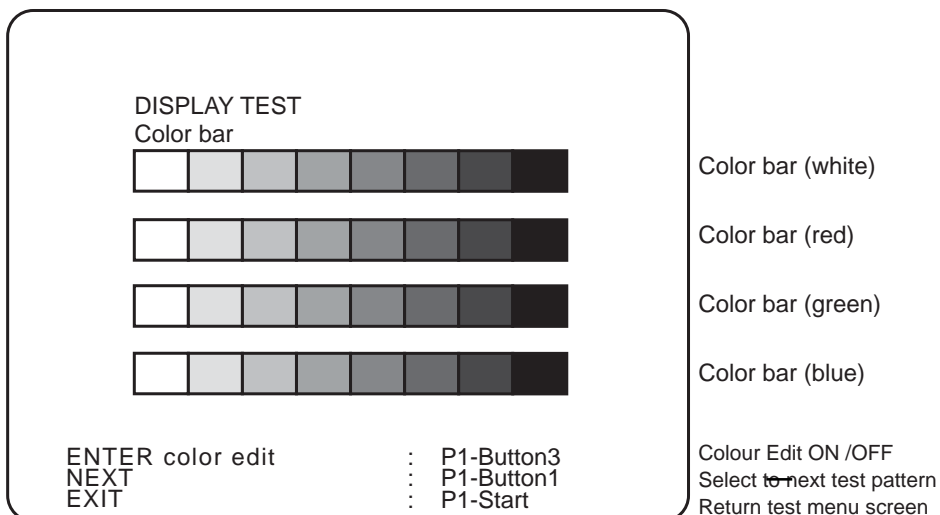 DISPLAY TEST
Color bar
Color bar (white)
Color bar (red)
Color bar (green)
Color bar (blue)
ENTER color edit : P1-Button3 Colour Edit ON /OFF
NEXT : P1-Button1 Select to next test pattern
EXIT : P1-Start Return test menu screen